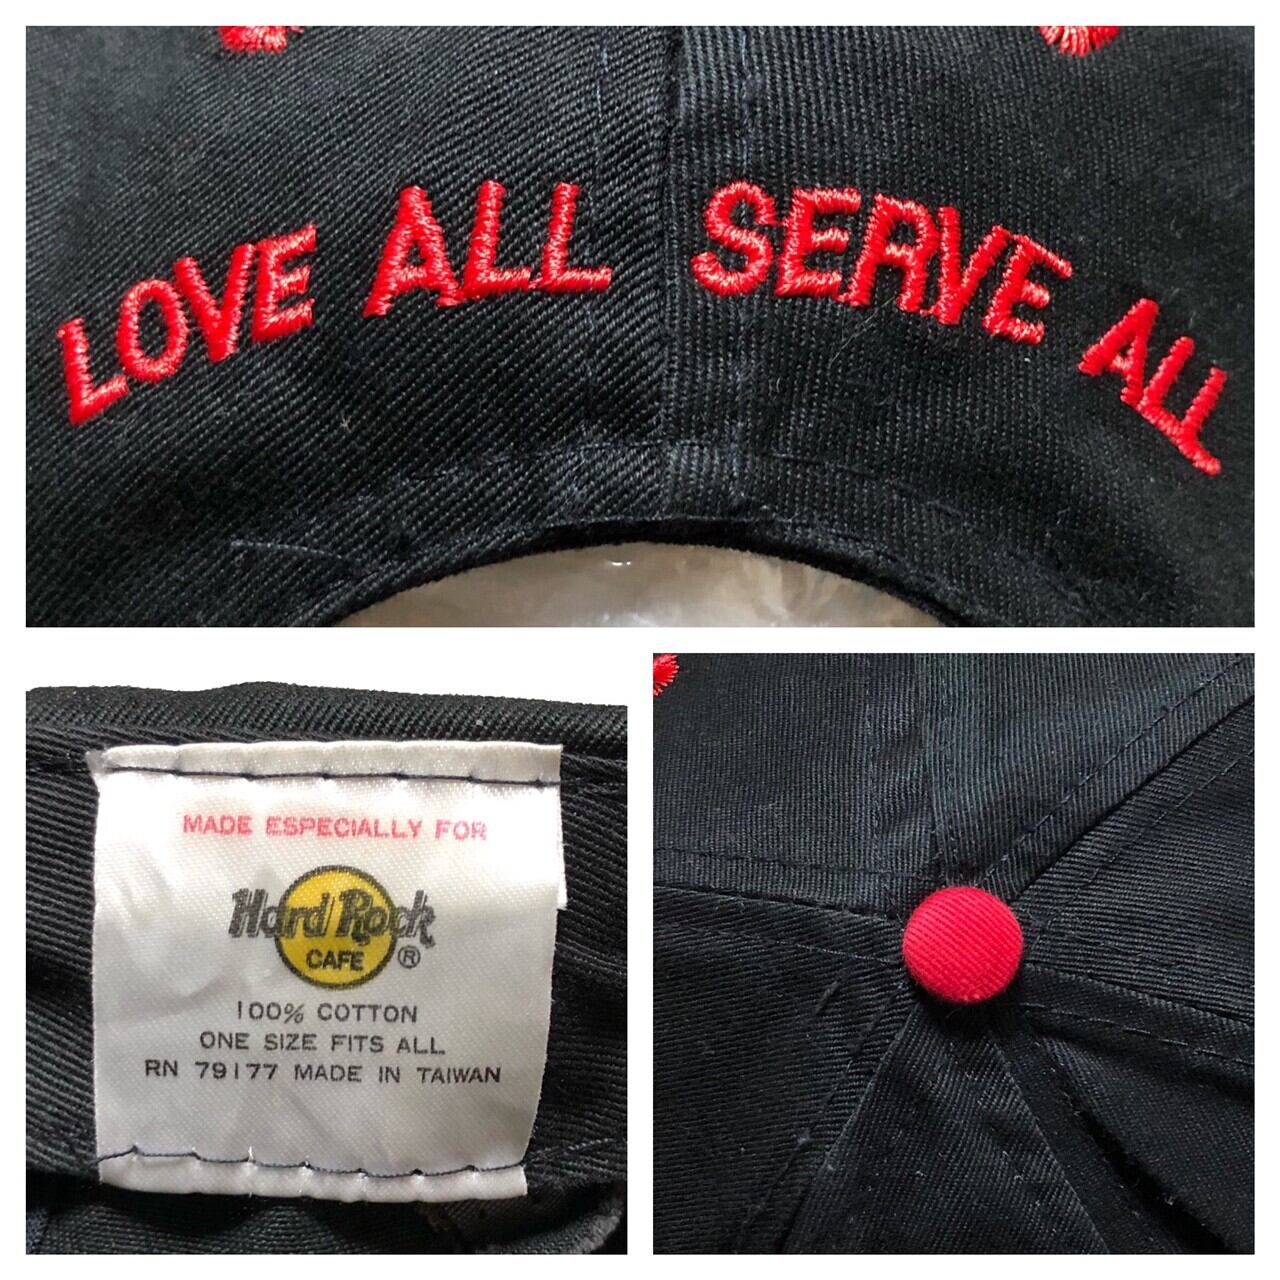 LOVE ALL SERVE ALL
MADE ESPECIALLY FOR
Hard Rock
CAFE ®
100% COTTON
ONE SIZE FITS ALL
RN 79177 MADE IN TAIWAN